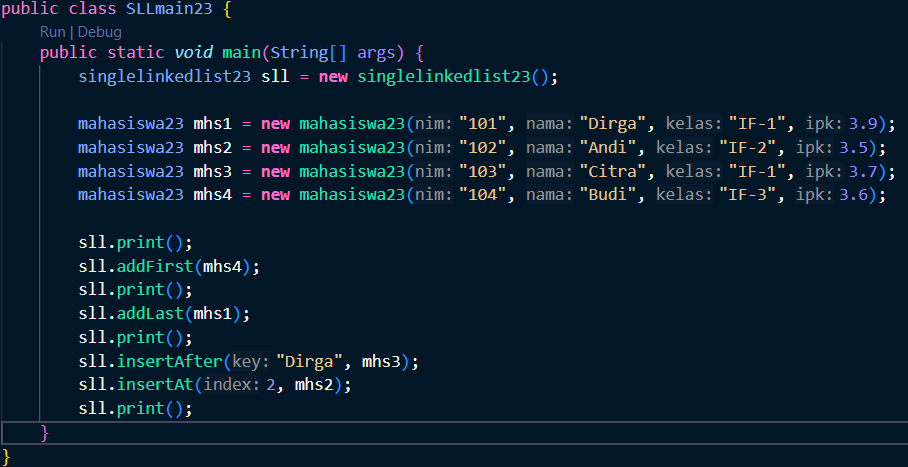 public class SLLmain23 {
Run | Debug
public static void main(String[] args) {
singlelinkedlist23 sll = new singlelinkedlist23();
mahasiswa23 mhs1 = new mahasiswa23(nim: "101", nama: "Dirga", kelas: "IF-1", ipk: 3.9);
mahasiswa23 mhs2 = new mahasiswa23(nim: "102", nama: "Andi", kelas: "IF-2", ipk: 3.5);
mahasiswa23 mhs3 = new mahasiswa23(nim: "103", nama: "Citra", kelas: "IF-1", ipk: 3.7);
mahasiswa23 mhs4 = new mahasiswa23(nim: "104", nama: "Budi", kelas: "IF-3", ipk: 3.6);
sll.print();
sll.addFirst(mhs4);
sll.print();
sll.addLast(mhs1);
sll.print();
sll.insertAfter(key: "Dirga", mhs3);
sll.insertAt(index: 2, mhs2);
sll.print();
}
}